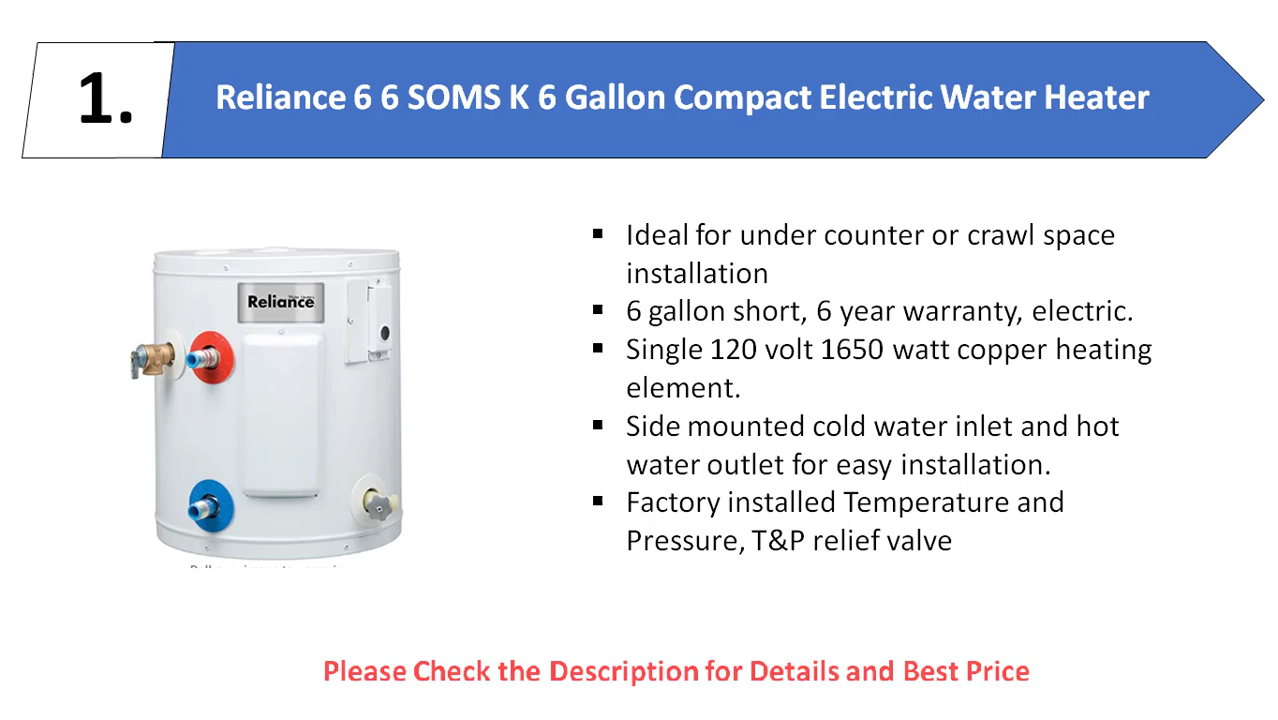 1.
Reliance 6 6 SOMS K 6 Gallon Compact Electric Water Heater
Reliance
▪ Ideal for under counter or crawl space
installation
▪ 6 gallon short, 6 year warranty, electric.
▪ Single 120 volt 1650 watt copper heating
element.
▪ Side mounted cold water inlet and hot
water outlet for easy installation.
▪ Factory installed Temperature and
Pressure, T&P relief valve
Please Check the Description for Details and Best Price